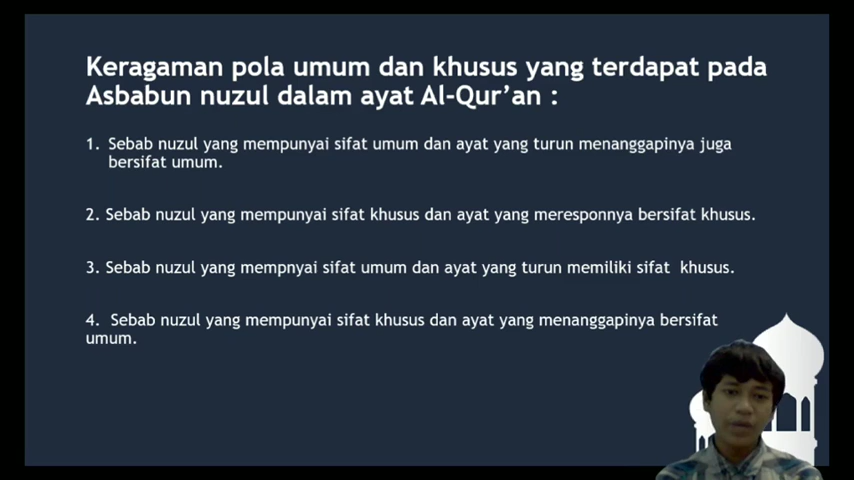 Keragaman pola umum dan khusus yang terdapat pada
Asbabun nuzul dalam ayat Al-Qur’an :
1. Sebab nuzul yang mempunyai sifat umum dan ayat yang turun menanggapinya juga
bersifat umum.
2. Sebab nuzul yang mempunyai sifat khusus dan ayat yang meresponnya bersifat khusus.
3. Sebab nuzul yang mempnyai sifat umum dan ayat yang turun memiliki sifat khusus.
4. Sebab nuzul yang mempunyai sifat khusus dan ayat yang menanggapinya bersifat
umum.